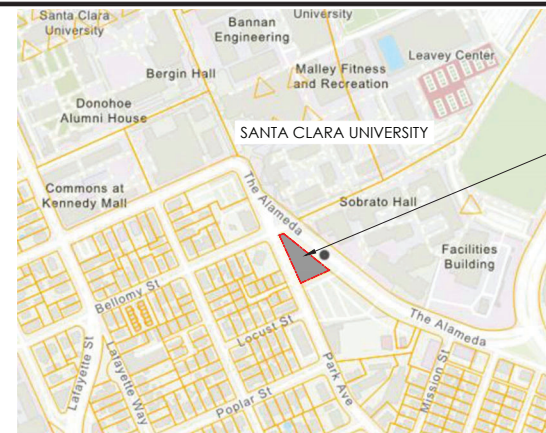 Santa Clara
University
Bannan
Engineering
University
Bergin Hall
Malley Fitness
and Recreation
Leavey Center
Donohoe
Alumni House
SANTA CLARA UNIVERSITY
Commons at
Kennedy Mall
The Alameda
Sobrato Hall
Facilities
Building
Bellomy St
Locust St
The Alameda
Lafayette St
Lafayette Way
Park Ave
Mission St
Poplar St